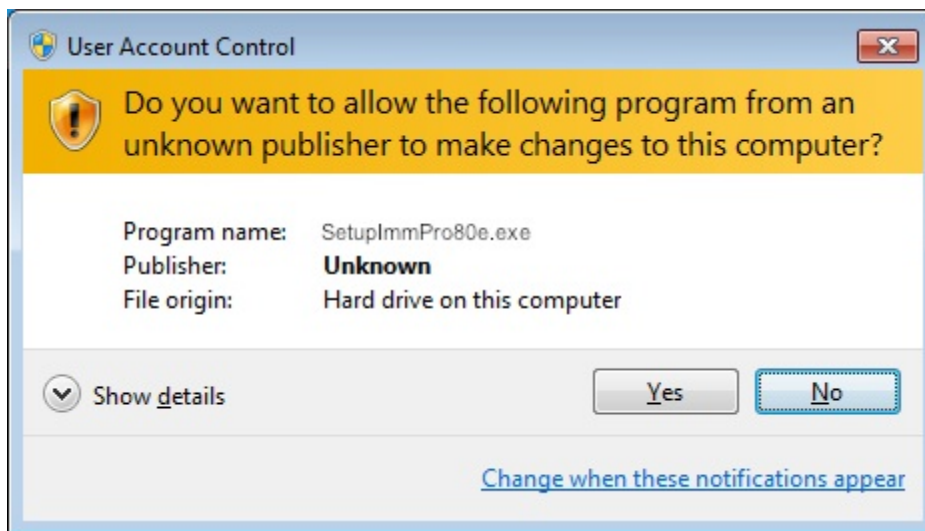 User Account Control
Do you want to allow the following program from an
unknown publisher to make changes to this computer?
Program name: SetupImmPro80e.exe
Publisher: Unknown
File origin: Hard drive on this computer
Show details
Yes No
Change when these notifications appear